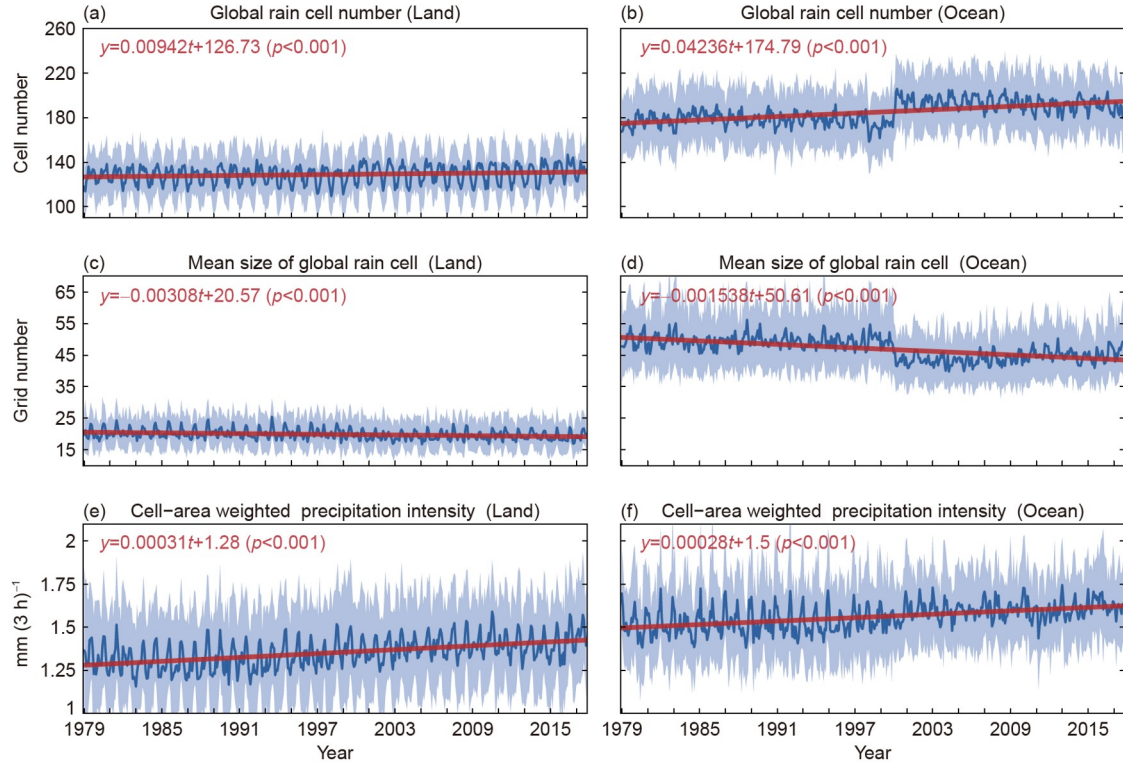 (a) Global rain cell number (Land)
y=0.00942t+126.73 (p<0.001)
260
220
180
140
100
Cell number
(b) Global rain cell number (Ocean)
y=0.04236t+174.79 (p<0.001)
(c) Mean size of global rain cell (Land)
y=−0.00308t+20.57 (p<0.001)
65
55
45
35
25
15
Grid number
(d) Mean size of global rain cell (Ocean)
y=−0.001538t+50.61 (p<0.001)
(e) Cell−area weighted precipitation intensity (Land)
y=0.00031t+1.28 (p<0.001)
2
1.75
1.5
1.25
1
mm (3 h)⁻¹
1979 1985 1991 1997 2003 2009 2015
Year
(f) Cell−area weighted precipitation intensity (Ocean)
y=0.00028t+1.5 (p<0.001)
1979 1985 1991 1997 2003 2009 2015
Year